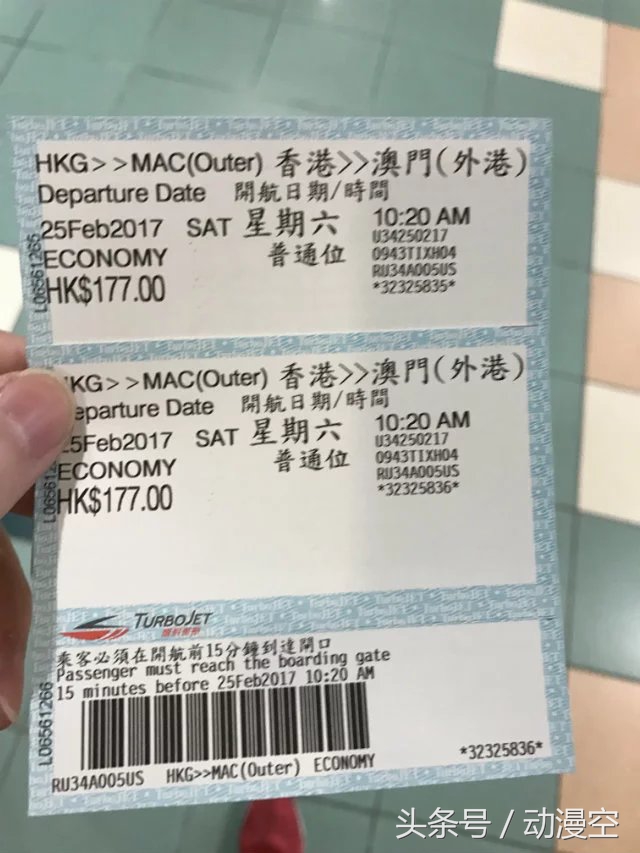 HKG>>MAC(Outer) 香港>>澳門(外港)
Departure Date 開航日期/時間
25Feb2017 SAT 星期六 10:20 AM
U34250217
ECONOMY 普通位 0943TIXH04
RU34A005US
HK$177.00 *32325835*
L06561265
KG>>MAC(Outer) 香港>>澳門(外港)
eparture Date 開航日期/時間
25Feb2017 SAT 星期六 10:20 AM
U34250217
ECONOMY 普通位 0943TIXH04
RU34A005US
HK$177.00 *32325836*
TURBOJET
噴射飛航
乘客必須在開航前15分鐘到達閘口
Passenger must reach the boarding gate
15 minutes before 25Feb2017 10:20 AM
L06561266
RU34A005US HKG>>MAC(Outer) ECONOMY *32325836*
头条号 / 动漫空